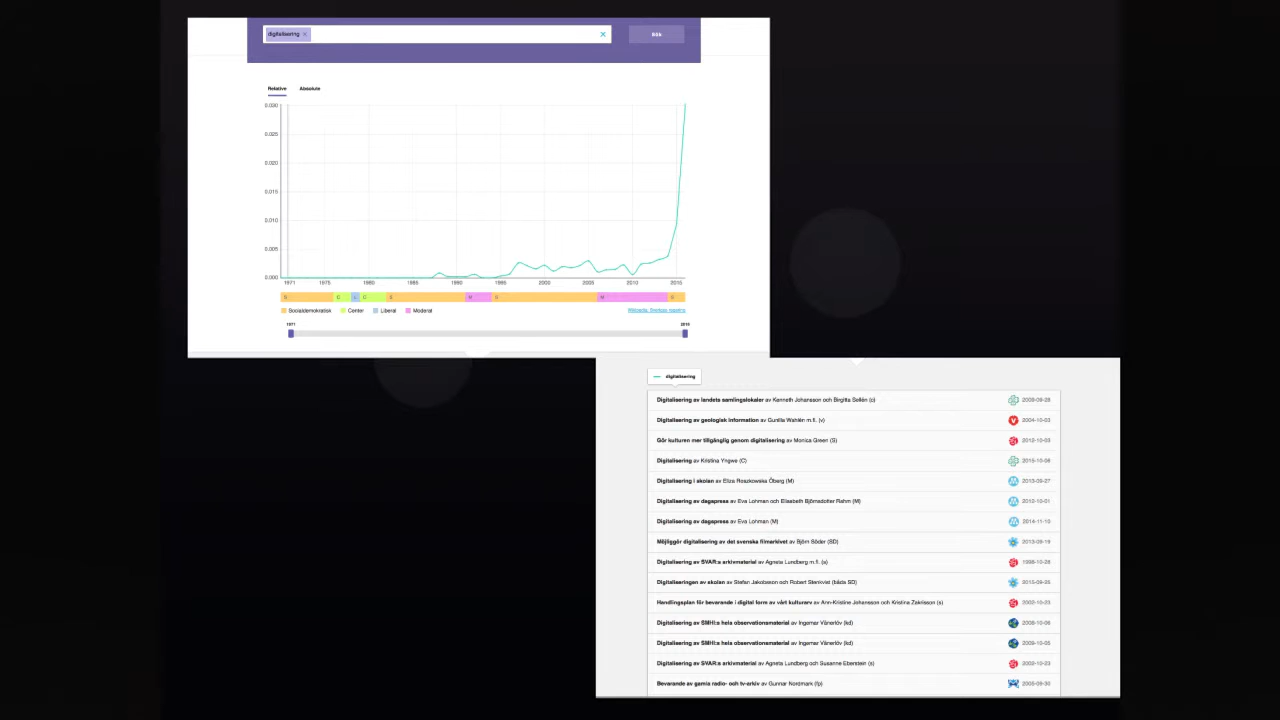 digitalisering ×
Sök
Relative Absolute
0.030
0.025
0.020
0.015
0.010
0.005
0.000
1971 1975 1980 1985 1990 1995 2000 2005 2010 2015
S C L C S M S M S
Socialdemokratisk Center Liberal Moderat
1971
digitalisering
Digitalisering av landets samlingslokaler av Kenneth Johansson och Birgitta Sellén (c) 2009-09-28
Digitalisering av geologisk information av Gunilla Wahlén m.fl. (v) 2004-10-03
Gör kulturen mer tillgänglig genom digitalisering av Monica Green (S) 2012-10-03
Digitalisering av Kristina Yngwe (C) 2015-10-06
Digitalisering i skolan av Eliza Roszkowska Öberg (M) 2013-09-27
Digitalisering av dagspress av Eva Lohman och Elisabeth Björnsdotter Rahm (M) 2012-10-01
Digitalisering av dagspress av Eva Lohman (M) 2014-11-10
Möjliggör digitalisering av det svenska filmarkivet av Björn Söder (SD) 2013-09-19
Digitalisering av SVAR:s arkivmaterial av Agneta Lundberg m.fl. (s) 1998-10-28
Digitaliseringen av skolan av Stefan Jakobsson och Robert Stenkvist (båda SD) 2015-09-25
Handlingsplan för bevarande i digital form av vårt kulturarv av Ann-Kristine Johansson och Kristina Zakrisson (s) 2002-10-23
Digitalisering av SMHI:s hela observationsmaterial av Ingemar Vänerlöv (kd) 2008-10-06
Digitalisering av SMHI:s hela observationsmaterial av Ingemar Vänerlöv (kd) 2009-10-05
Digitalisering av SVAR:s arkivmaterial av Agneta Lundberg och Susanne Eberstein (s) 2002-10-23
Bevarande av gamla radio- och tv-arkiv av Gunnar Nordmark (fp) 2005-09-30